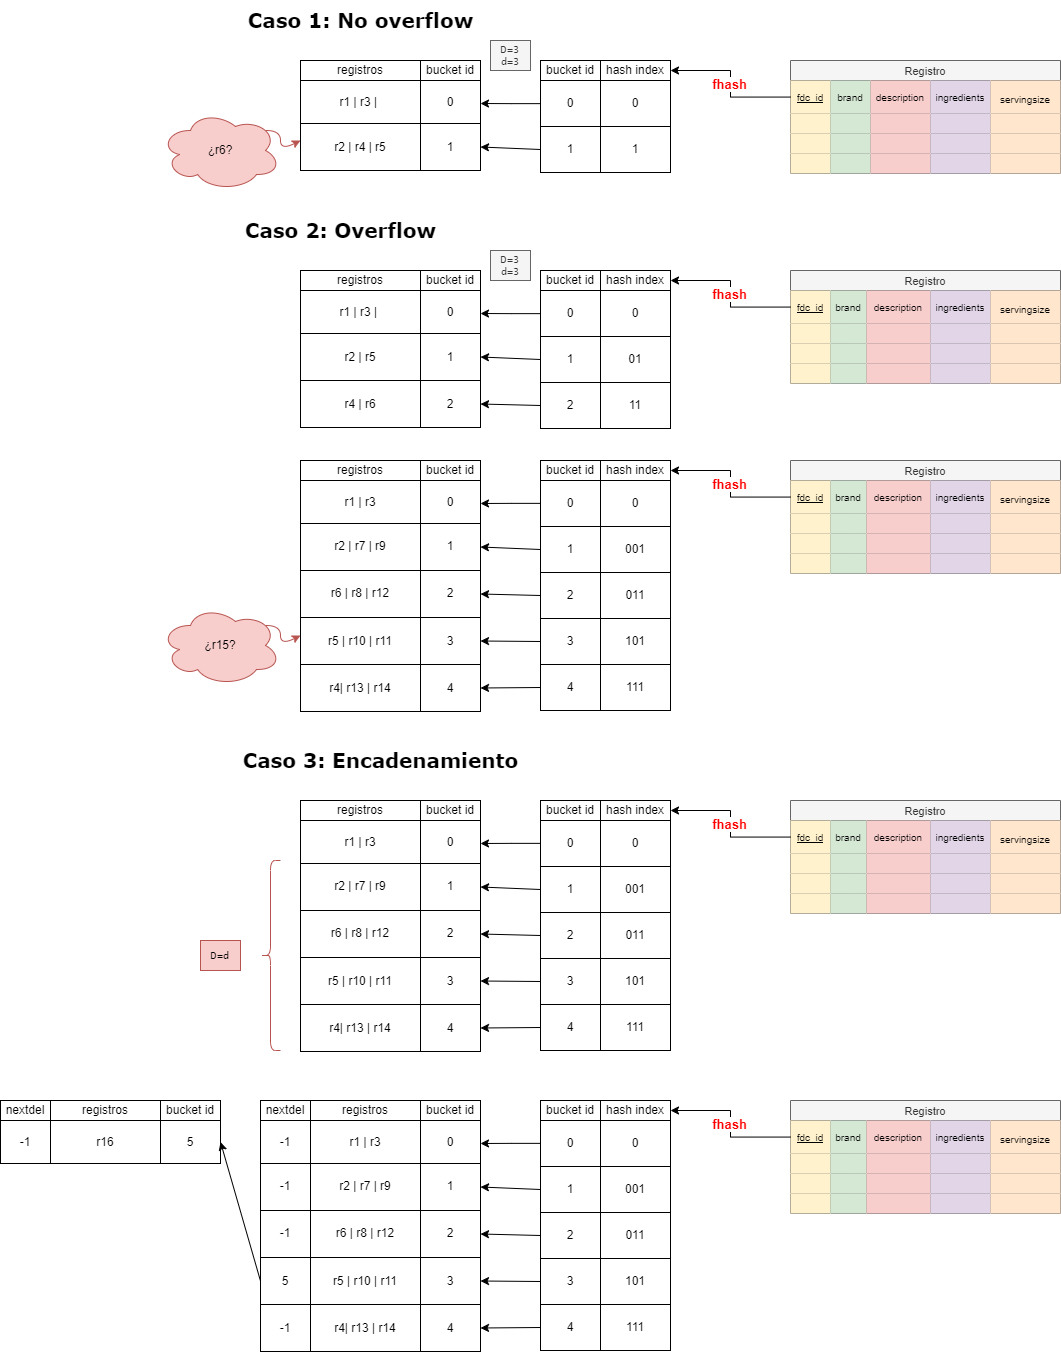 Caso 1: No overflow
D=3
d=3
registros bucket id bucket id hash index Registro
fhash
fdc_id brand description ingredients servingsize
r1 | r3 | 0 0 0
¿r6?
r2 | r4 | r5 1 1 1
Caso 2: Overflow
D=3
d=3
registros bucket id bucket id hash index Registro
fhash
fdc_id brand description ingredients servingsize
r1 | r3 | 0 0 0
r2 | r5 1 1 01
r4 | r6 2 2 11
registros bucket id bucket id hash index Registro
fhash
fdc_id brand description ingredients servingsize
r1 | r3 0 0 0
r2 | r7 | r9 1 1 001
r6 | r8 | r12 2 2 011
¿r15?
r5 | r10 | r11 3 3 101
r4| r13 | r14 4 4 111
Caso 3: Encadenamiento
registros bucket id bucket id hash index Registro
fhash
fdc_id brand description ingredients servingsize
r1 | r3 0 0 0
r2 | r7 | r9 1 1 001
r6 | r8 | r12 2 2 011
D=d
r5 | r10 | r11 3 3 101
r4| r13 | r14 4 4 111
nextdel registros bucket id nextdel registros bucket id bucket id hash index Registro
fhash
fdc_id brand description ingredients servingsize
-1 r16 5 -1 r1 | r3 0 0 0
-1 r2 | r7 | r9 1 1 001
-1 r6 | r8 | r12 2 2 011
5 r5 | r10 | r11 3 3 101
-1 r4| r13 | r14 4 4 111